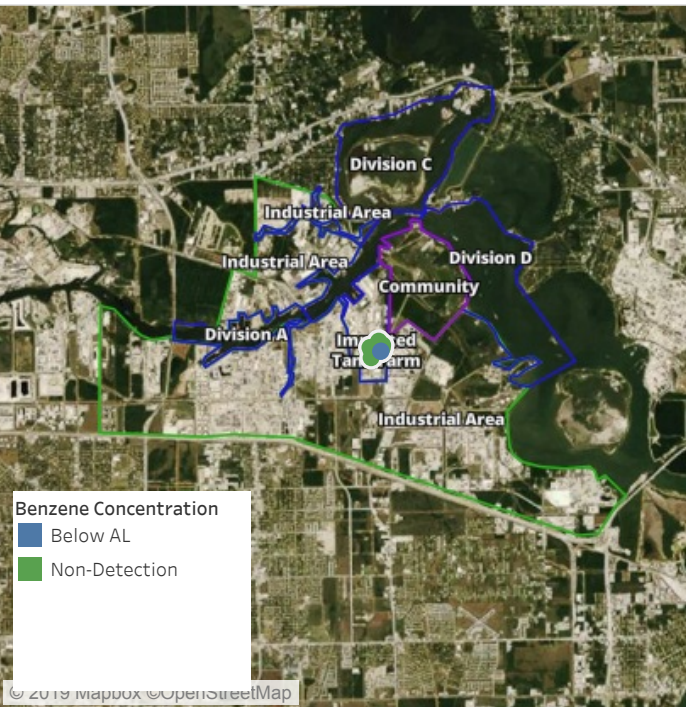 Division C
Industrial Area
Industrial Area
Division D
Community
Division A
Tank Farm
Industrial Area
Benzene Concentration
Below AL
Non-Detection
© 2019 Mapbox ©OpenStreetMap